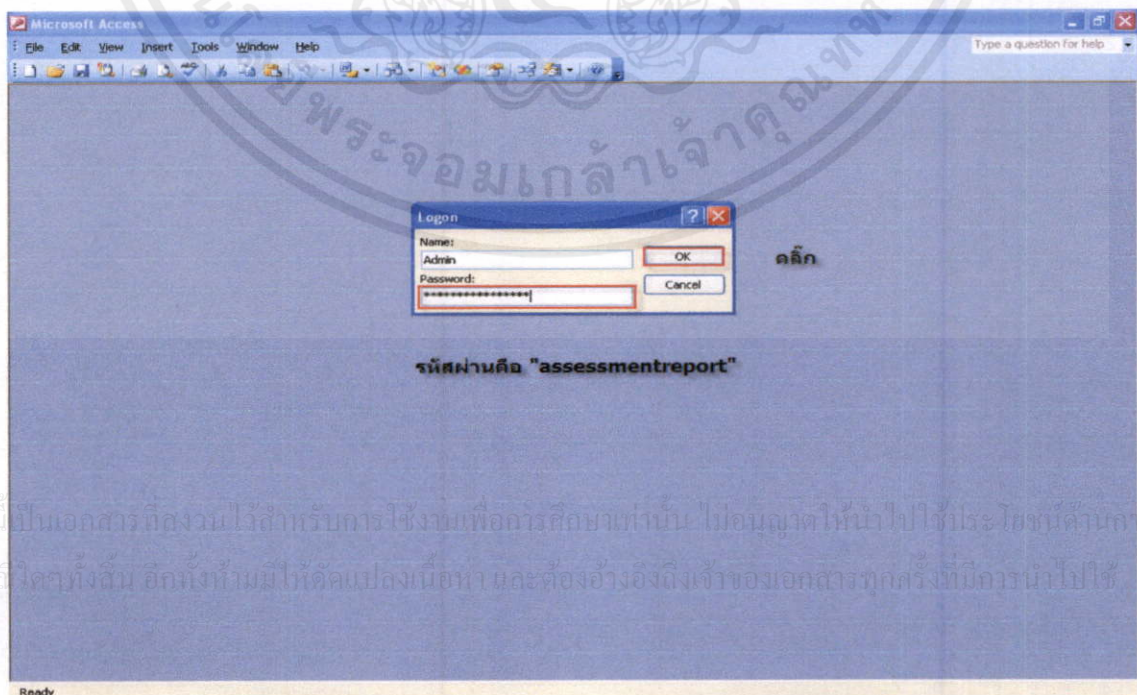 Microsoft Access
File Edit View Insert Tools Window Help
Type a question for help
พระจอมเกล้าเจ้าคุณ
Logon
Name:
Admin
OK
คลิ๊ก
Password:
*****************
Cancel
รหัสผ่านคือ "assessmentreport"
เป็นเอกสารที่สงวนไว้สำหรับการใช้งานเพื่อการศึกษาเท่านั้น ไม่อนุญาตให้นำไปใช้ประโยชน์ด้าน
ใดๆทั้งสิ้น อีกทั้งห้ามมิให้ดัดแปลงเนื้อหา และต้องอ้างอิงถึงเจ้าของเอกสารทุกครั้งที่มีการนำไปใช้
Ready